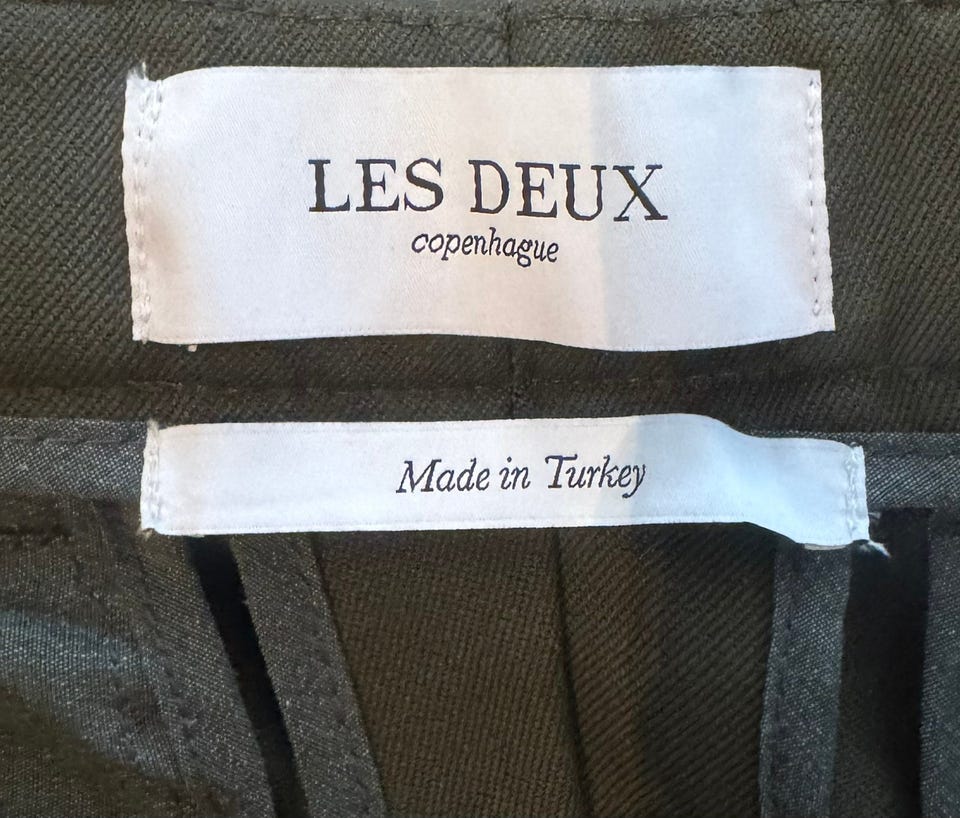 LES DEUX
copenhague
Made in Turkey